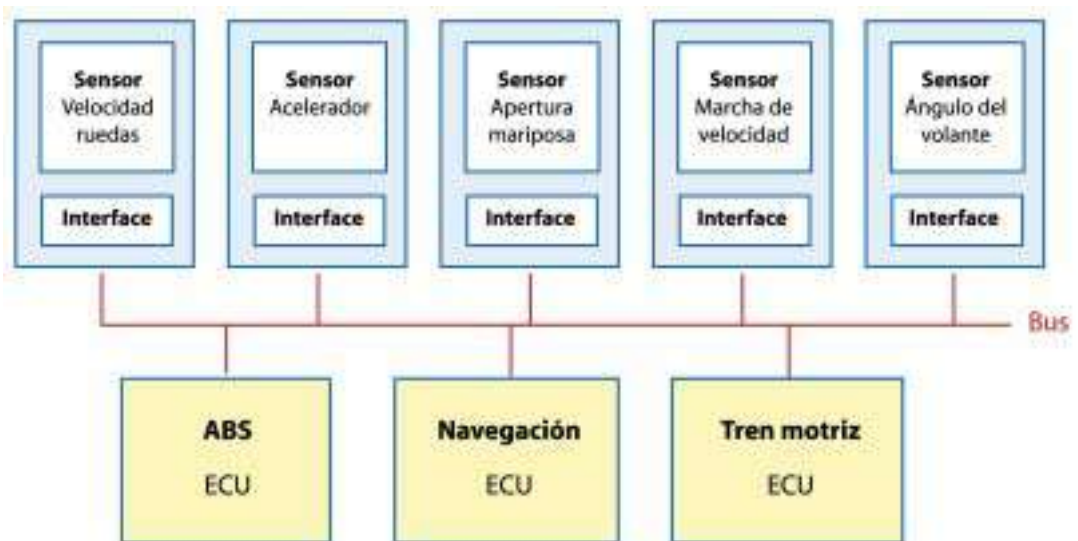 Sensor
Velocidad
ruedas
Interface
Sensor
Acelerador
Interface
Sensor
Apertura
mariposa
Interface
Sensor
Marcha de
velocidad
Interface
Sensor
Ángulo del
volante
Interface
Bus
ABS
ECU
Navegación
ECU
Tren motriz
ECU